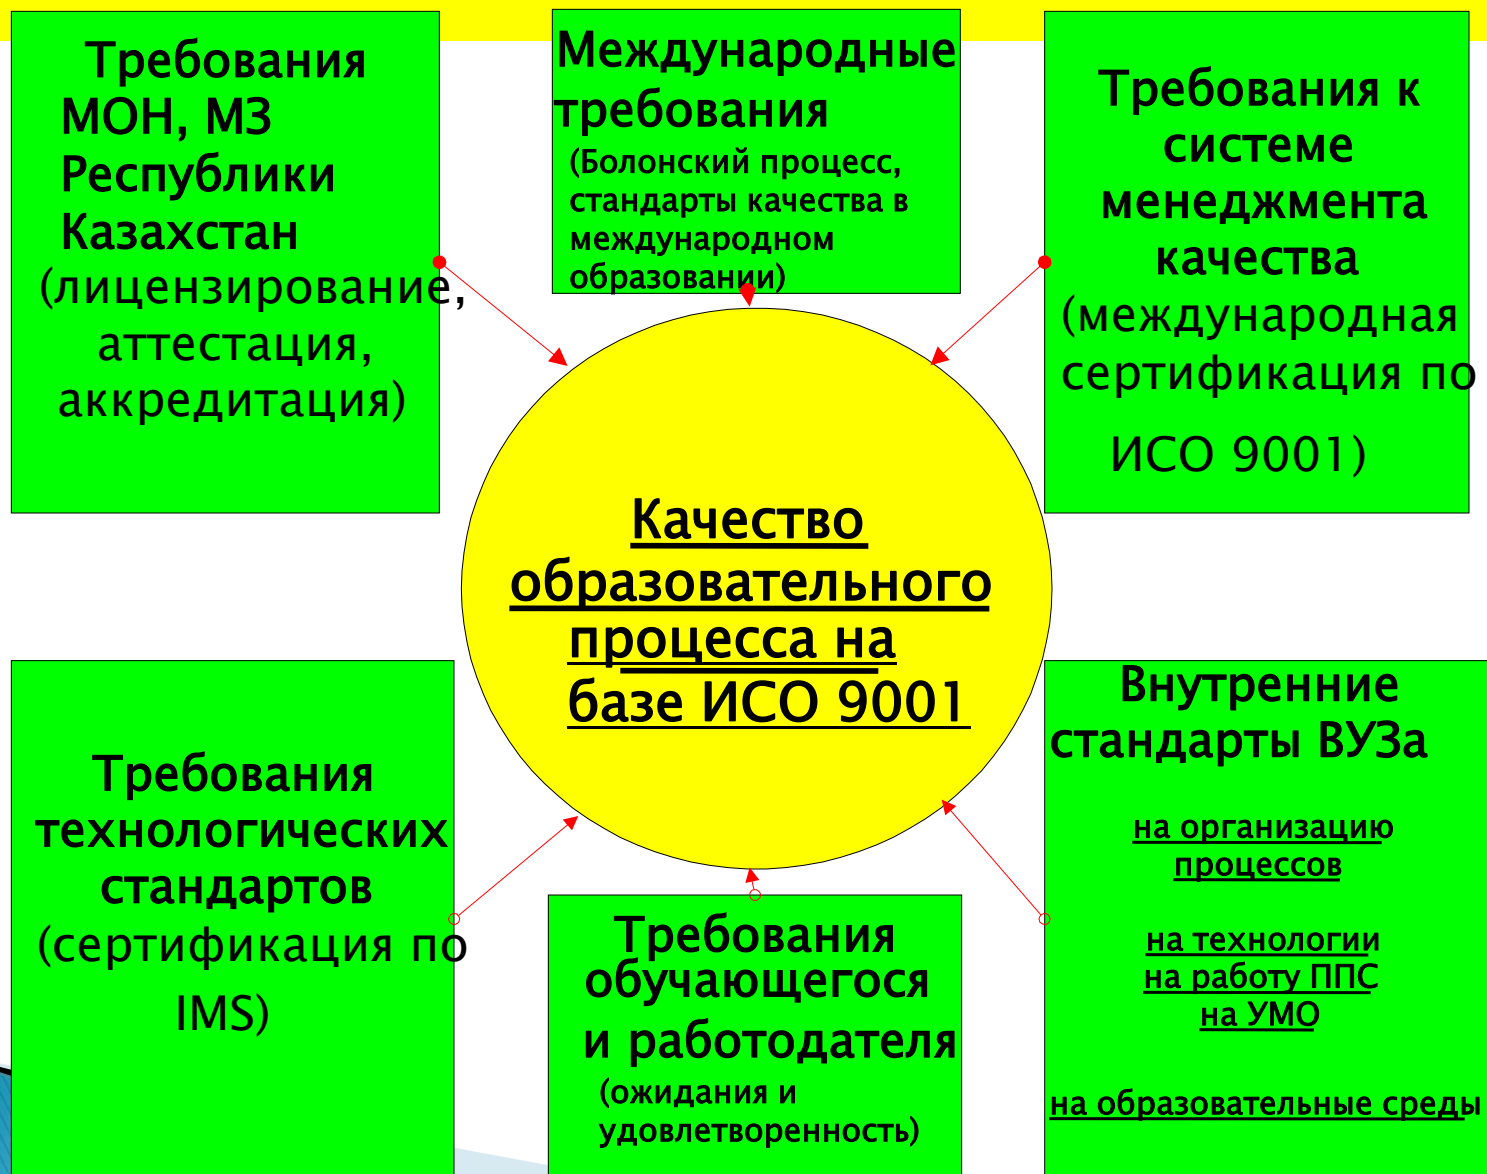 Требования
МОН, МЗ
Республики
Казахстан
(лицензирование,
аттестация,
аккредитация)
Международные
требования
(Болонский процесс,
стандарты качества в
международном
образовании)
Требования к
системе
менеджмента
качества
(международная
сертификация по
ИСО 9001)
Качество
образовательного
процесса на
базе ИСО 9001
Требования
технологических
стандартов
(сертификация по
IMS)
Требования
обучающегося
и работодателя
(ожидания и
удовлетворенность)
Внутренние
стандарты ВУЗа
на организацию
процессов
на технологии
на работу ППС
на УМО
на образовательные среды